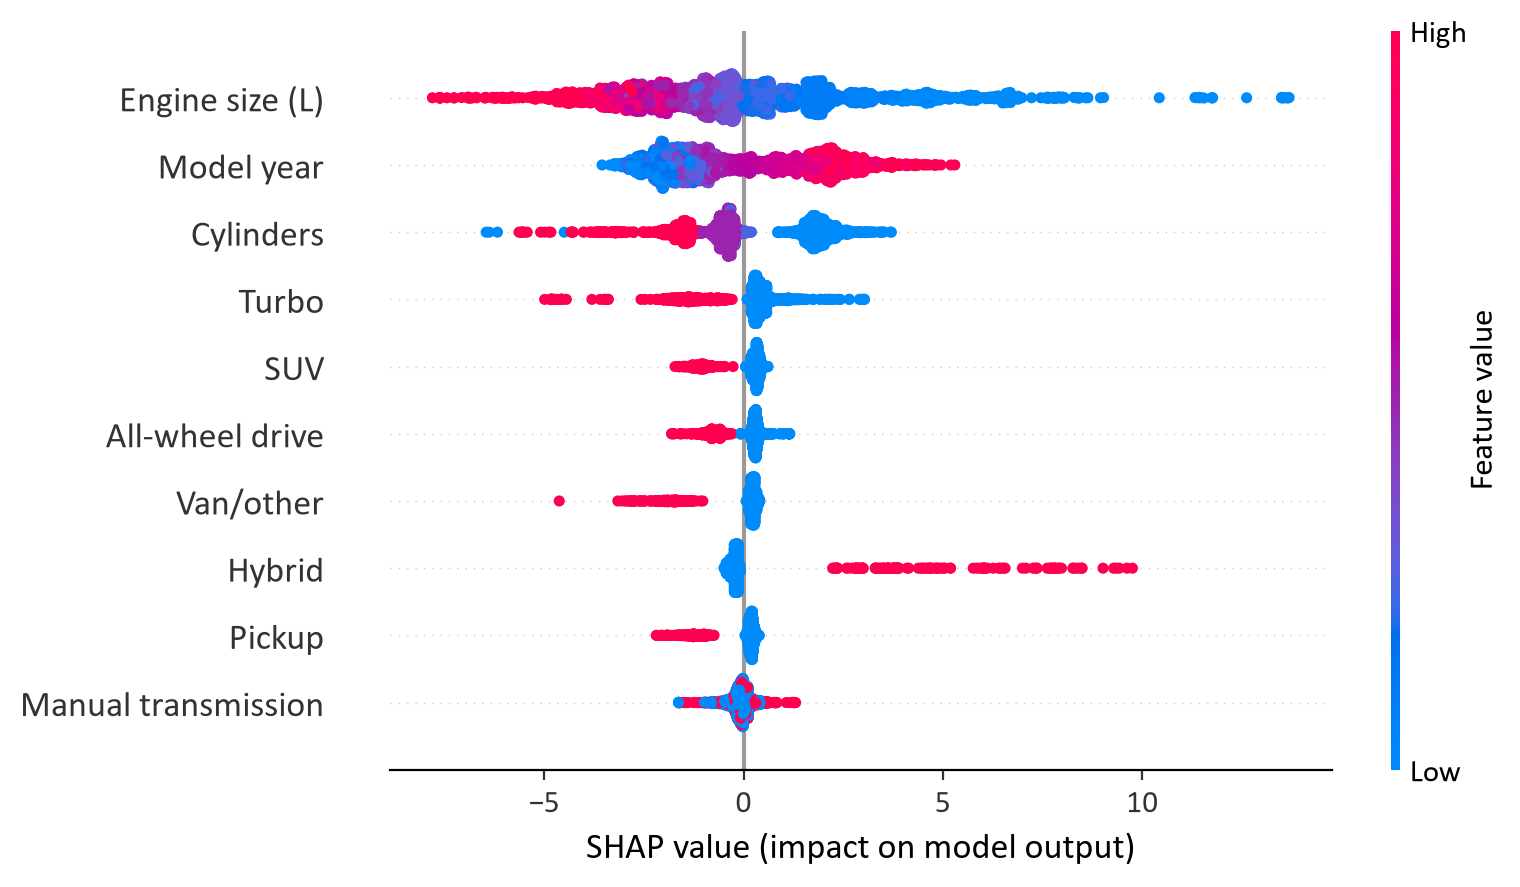 High
Engine size (L)
Model year
Cylinders
Turbo
SUV
All-wheel drive
Van/other
Hybrid
Pickup
Manual transmission
Feature value
Low
−5
0
5
10
SHAP value (impact on model output)